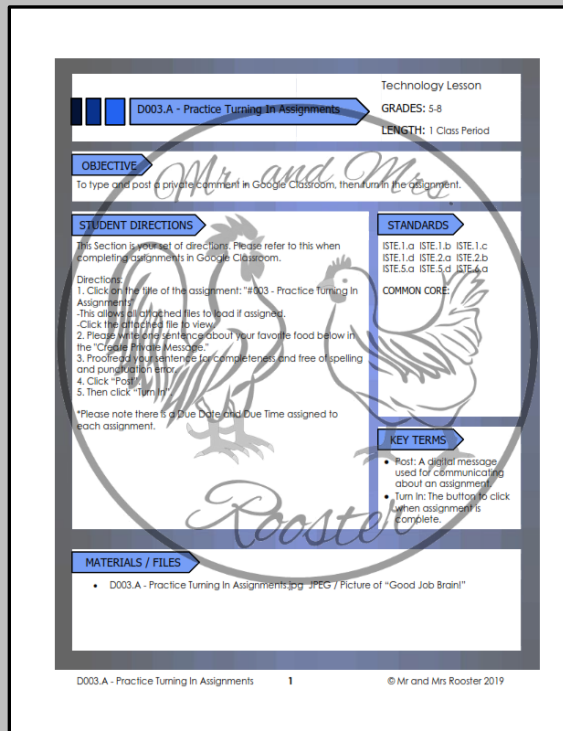 Technology Lesson
D003.A - Practice Turning In Assignments
GRADES: 5-8
LENGTH: 1 Class Period
OBJECTIVE
To type and post a private comment in Google Classroom, then turn in the assignment.
STUDENT DIRECTIONS
This Section is your set of directions. Please refer to this when
completing assignments in Google Classroom.
Directions:
1. Click on the title of the assignment: "#003 - Practice Turning In
Assignments"
-This allows all attached files to load if assigned.
-Click the attached file to view.
2. Please write one sentence about your favorite food below in
the "Create Private Message."
3. Proofread your sentence for completeness and free of spelling
and punctuation error.
4. Click "Post".
5. Then click "Turn In".
*Please note there is a Due Date and Due Time assigned to
each assignment.
STANDARDS
ISTE.1.a ISTE.1.b ISTE.1.c
ISTE.1.d ISTE.2.a ISTE.2.b
ISTE.5.a ISTE.5.d ISTE.6.a
COMMON CORE:
KEY TERMS
• Post: A digital message
used for communicating
about an assignment.
• Turn In: The button to click
when assignment is
complete.
Mr. and Mrs.
Rooster
MATERIALS / FILES
• D003.A - Practice Turning In Assignments.jpg JPEG / Picture of "Good Job Brain!"
D003.A - Practice Turning In Assignments 1 © Mr and Mrs Rooster 2019